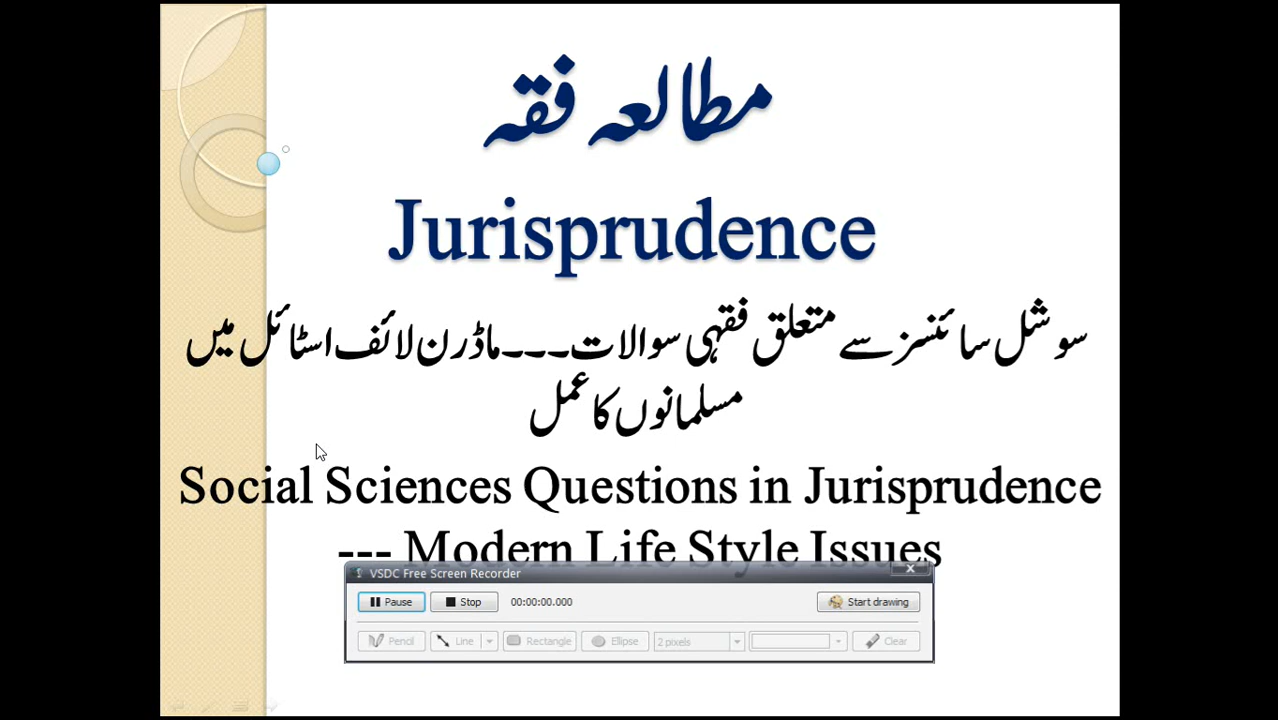 مطالعہ فقہ
Jurisprudence
سوشل سائنسز سے متعلق فقہی سوالات۔۔۔ماڈرن لائف اسٹائل میں
مسلمانوں کا عمل
Social Sciences Questions in Jurisprudence
--- Modern Life Style Issues
VSDC Free Screen Recorder
Pause Stop 00:00:00.000 Start drawing
Pencil Line Rectangle Ellipse 2 pixels Clear